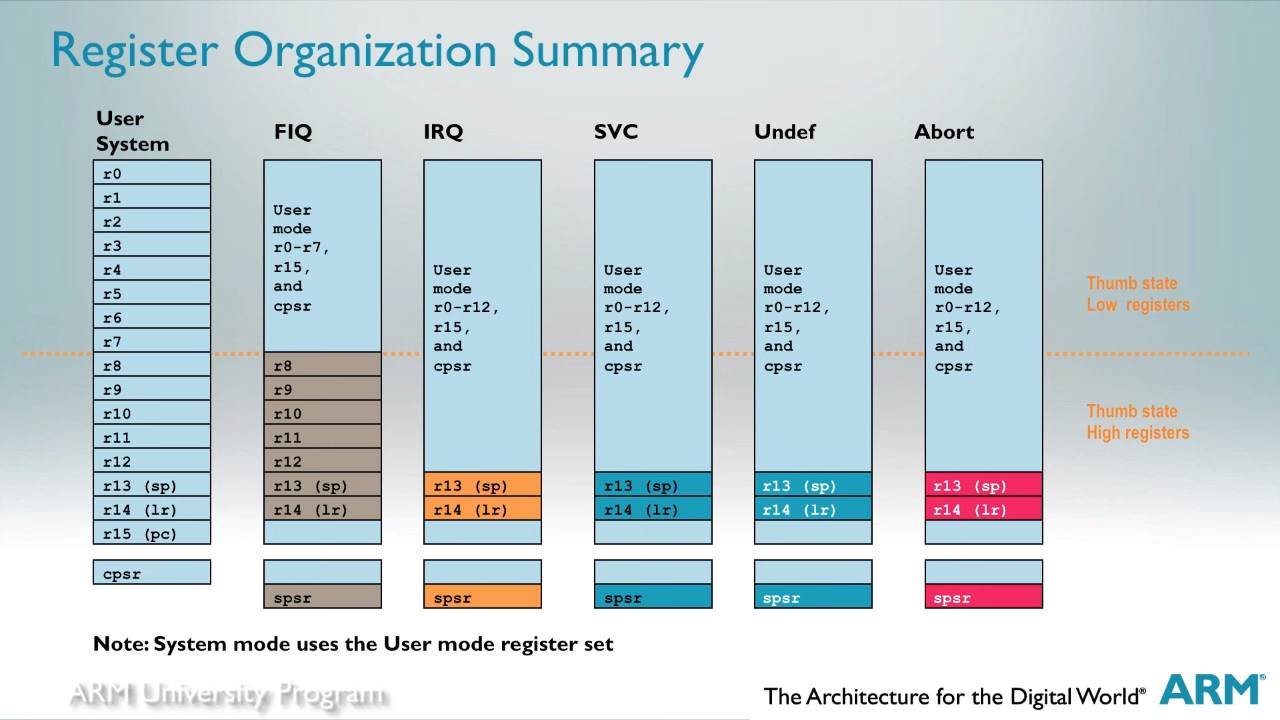 Register Organization Summary
User
System
FIQ
IRQ
SVC
Undef
Abort
r0
r1
r2
r3
r4
r5
r6
r7
r8
r9
r10
r11
r12
r13 (sp)
r14 (lr)
r15 (pc)
cpsr
User
mode
r0-r7,
r15,
and
cpsr
r8
r9
r10
r11
r12
r13 (sp)
r14 (lr)
spsr
User
mode
r0-r12,
r15,
and
cpsr
r13 (sp)
r14 (lr)
spsr
User
mode
r0-r12,
r15,
and
cpsr
r13 (sp)
r14 (lr)
spsr
User
mode
r0-r12,
r15,
and
cpsr
r13 (sp)
r14 (lr)
spsr
User
mode
r0-r12,
r15,
and
cpsr
r13 (sp)
r14 (lr)
spsr
Thumb state
Low registers
Thumb state
High registers
Note: System mode uses the User mode register set
ARM University Program
The Architecture for the Digital World®
ARM®